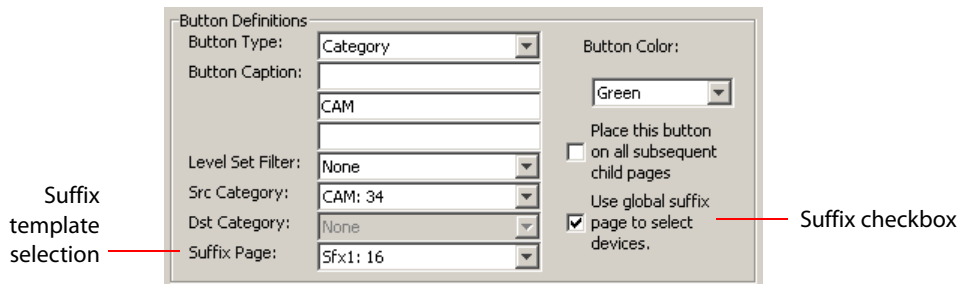 Button Definitions
Button Type:
Category
Button Color:
Button Caption:
Green
CAM
Place this button
on all subsequent
child pages
Level Set Filter:
None
Src Category:
CAM: 34
Use global suffix
page to select
devices.
Dst Category:
None
Suffix Page:
Sfx1: 16
Suffix
template
selection
Suffix checkbox